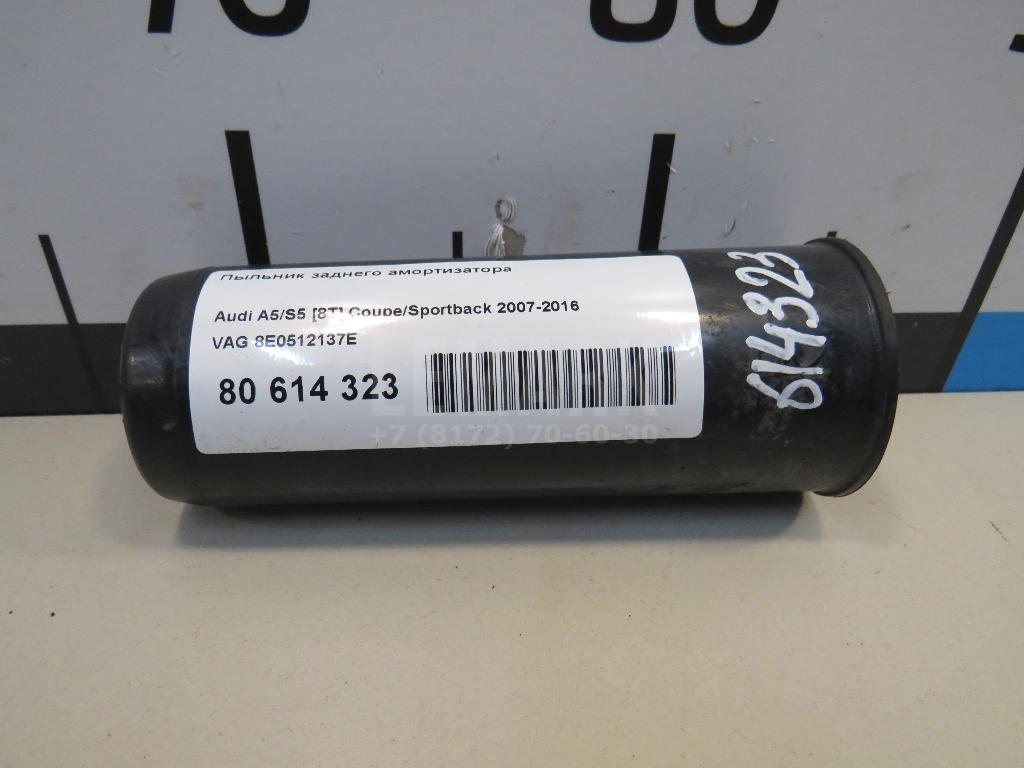 Пыльник заднего амортизатора
Audi A5/S5 [8T] Coupe/Sportback 2007-2016
VAG 8E0512137E
80 614 323
+7 (8172) 70-60-30
614323
80